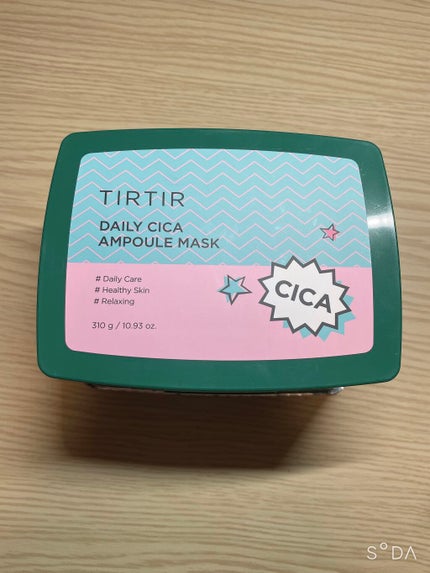 TIRTIR
DAILY CICA
AMPOULE MASK
# Daily Care
# Healthy Skin
# Relaxing
310 g / 10.93 oz.
CICA
SODA